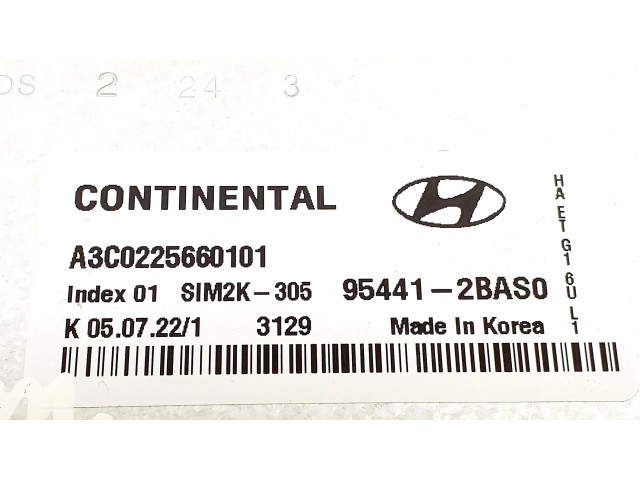 DS 2 24 3
CONTINENTAL
A3C0225660101
Index 01 SIM2K-305 95441-2BAS0
K 05.07.22/1 3129 Made In Korea
HA ET G1 6U L1